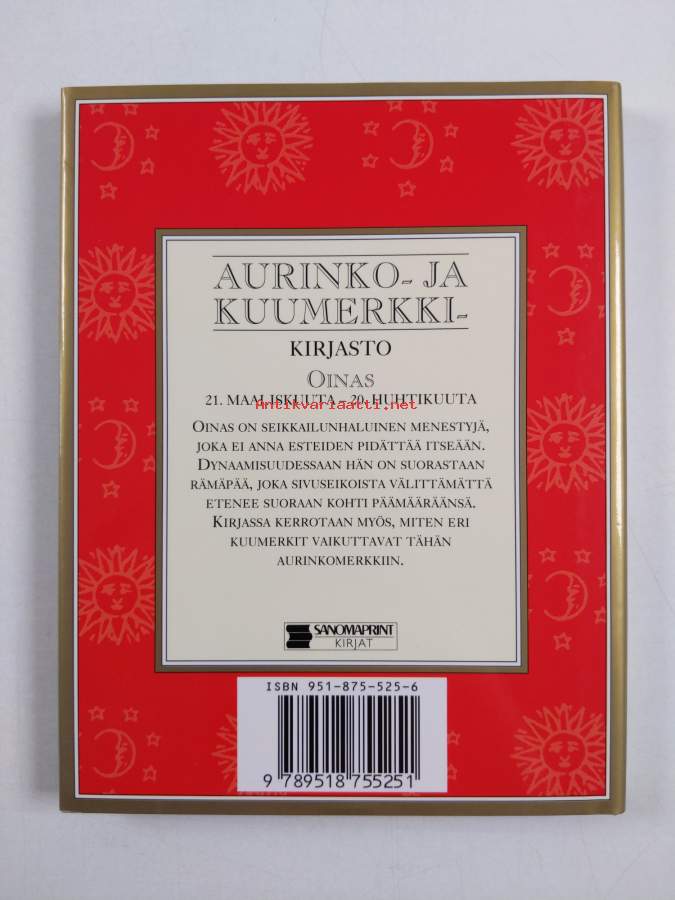 AURINKO- JA
KUUMERKKI-
KIRJASTO
OINAS
21. MAALISKUUTA – 20. HUHTIKUUTA
Antikvariaatti.net
OINAS ON SEIKKAILUNHALUINEN MENESTYJÄ,
JOKA EI ANNA ESTEIDEN PIDÄTTÄÄ ITSEÄÄN.
DYNAAMISUUDESSAAN HÄN ON SUORASTAAN
RÄMÄPÄÄ, JOKA SIVUSEIKOISTA VÄLITTÄMÄTTÄ
ETENEE SUORAAN KOHTI PÄÄMÄÄRÄÄNSÄ.
KIRJASSA KERROTAAN MYÖS, MITEN ERI
KUUMERKIT VAIKUTTAVAT TÄHÄN
AURINKOMERKKIIN.
SANOMAPRINT
KIRJAT
ISBN 951-875-525-6
9 789518 755251